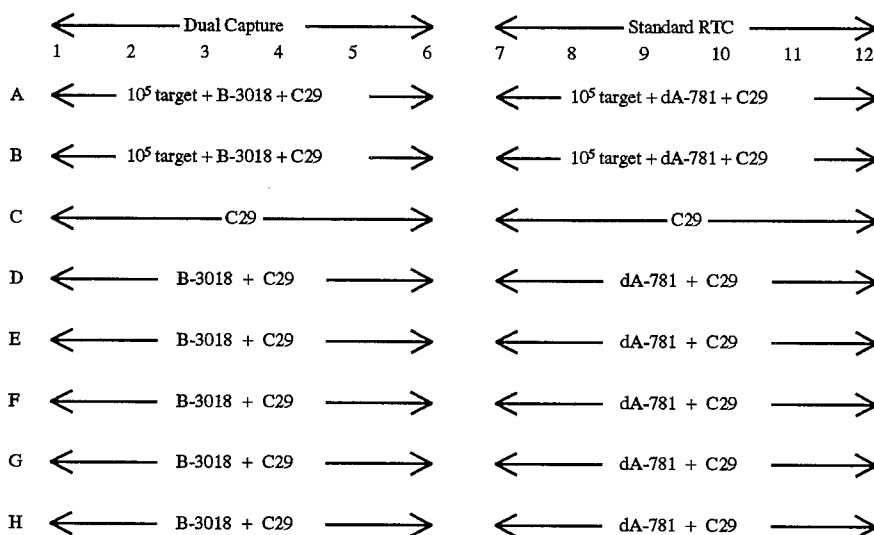 Dual Capture Standard RTC
1 2 3 4 5 6 7 8 9 10 11 12
A 10⁵ target + B-3018 + C29 10⁵ target + dA-781 + C29
B 10⁵ target + B-3018 + C29 10⁵ target + dA-781 + C29
C C29 C29
D B-3018 + C29 dA-781 + C29
E B-3018 + C29 dA-781 + C29
F B-3018 + C29 dA-781 + C29
G B-3018 + C29 dA-781 + C29
H B-3018 + C29 dA-781 + C29